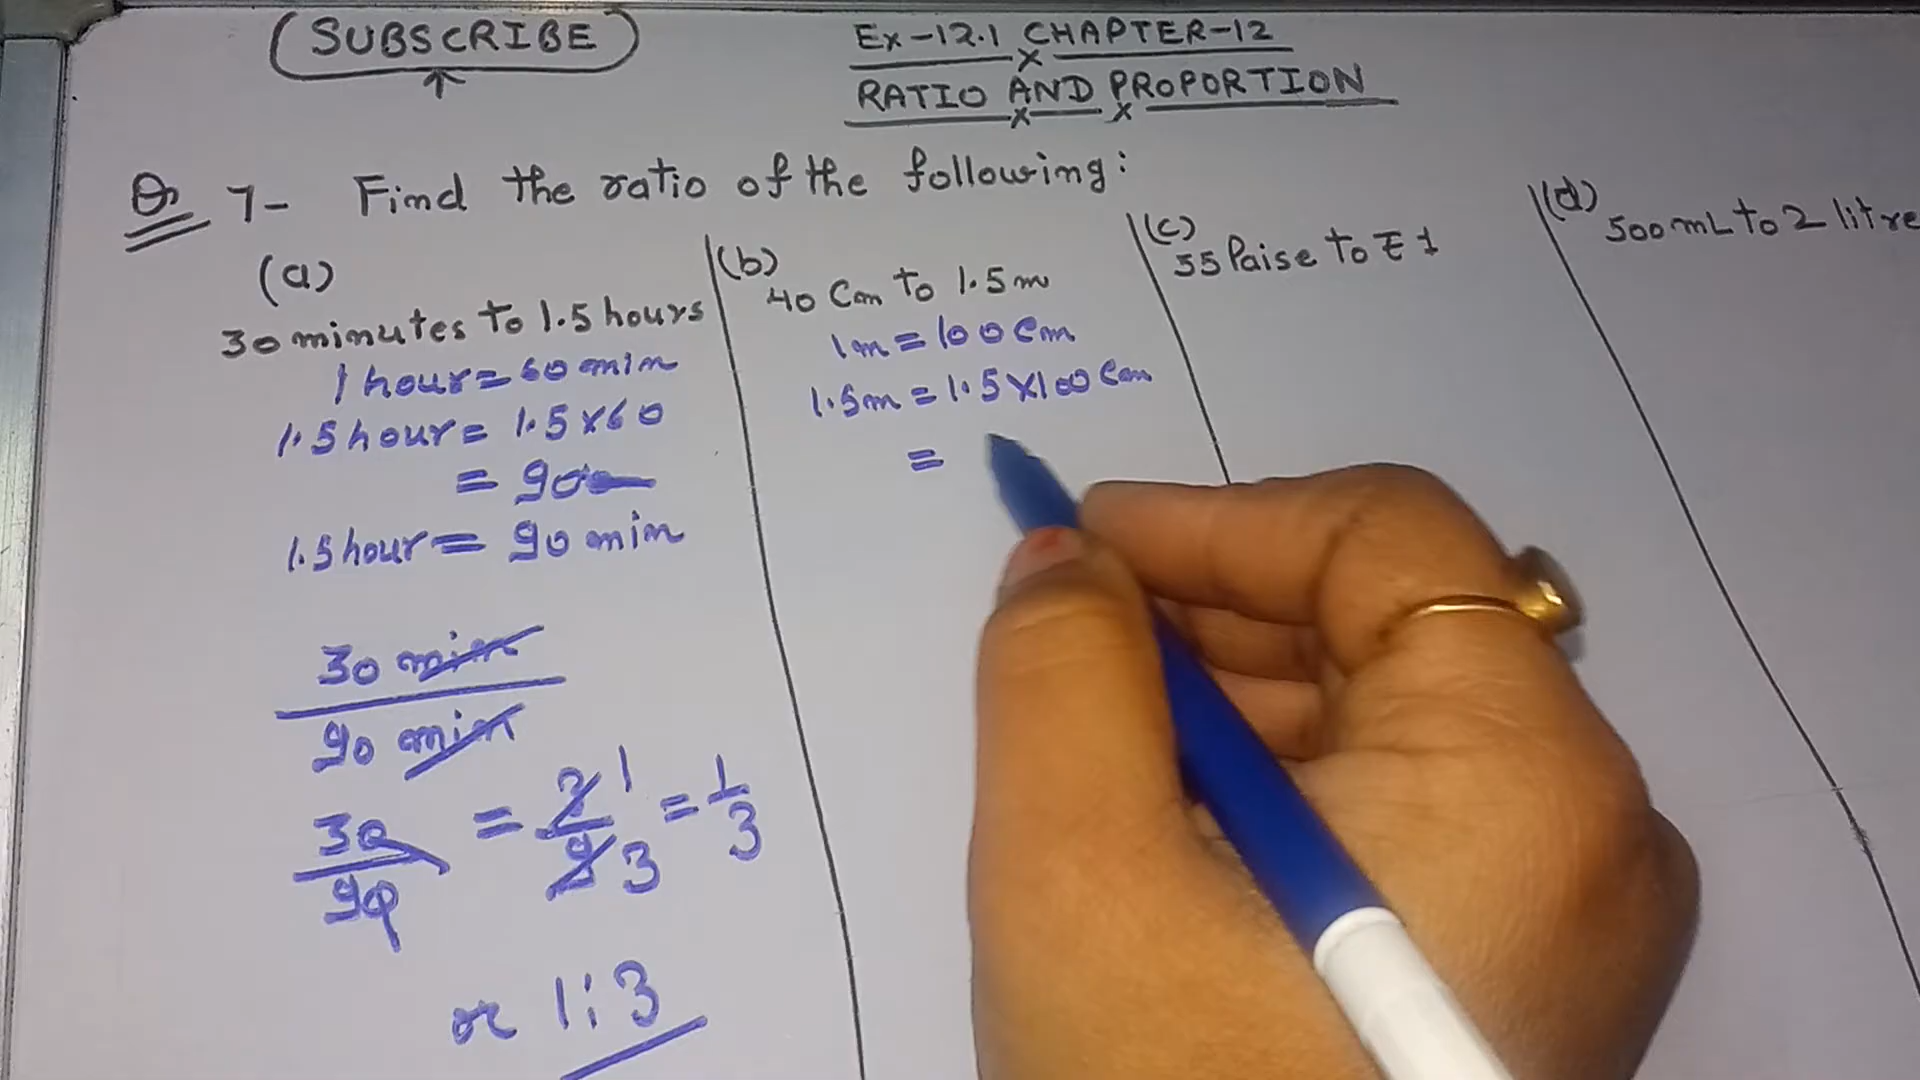 SUBSCRIBE
Ex-12.1 CHAPTER-12
RATIO AND PROPORTION
Q 7- Find the ratio of the following:
(a)
30 minutes to 1.5 hours
1 hour = 60 min
1.5 hour = 1.5 x 60
= 90
1.5 hour = 90 min
30 min
90 min
30
90
= 3 1 = 1
9 3 3
or 1:3
(b)
40 Cm to 1.5 m
1m = 100 Cm
1.5m = 1.5 x 100 Cm
=
(c)
55 Paise to ₹ 1
(d)
500 mL to 2 litre